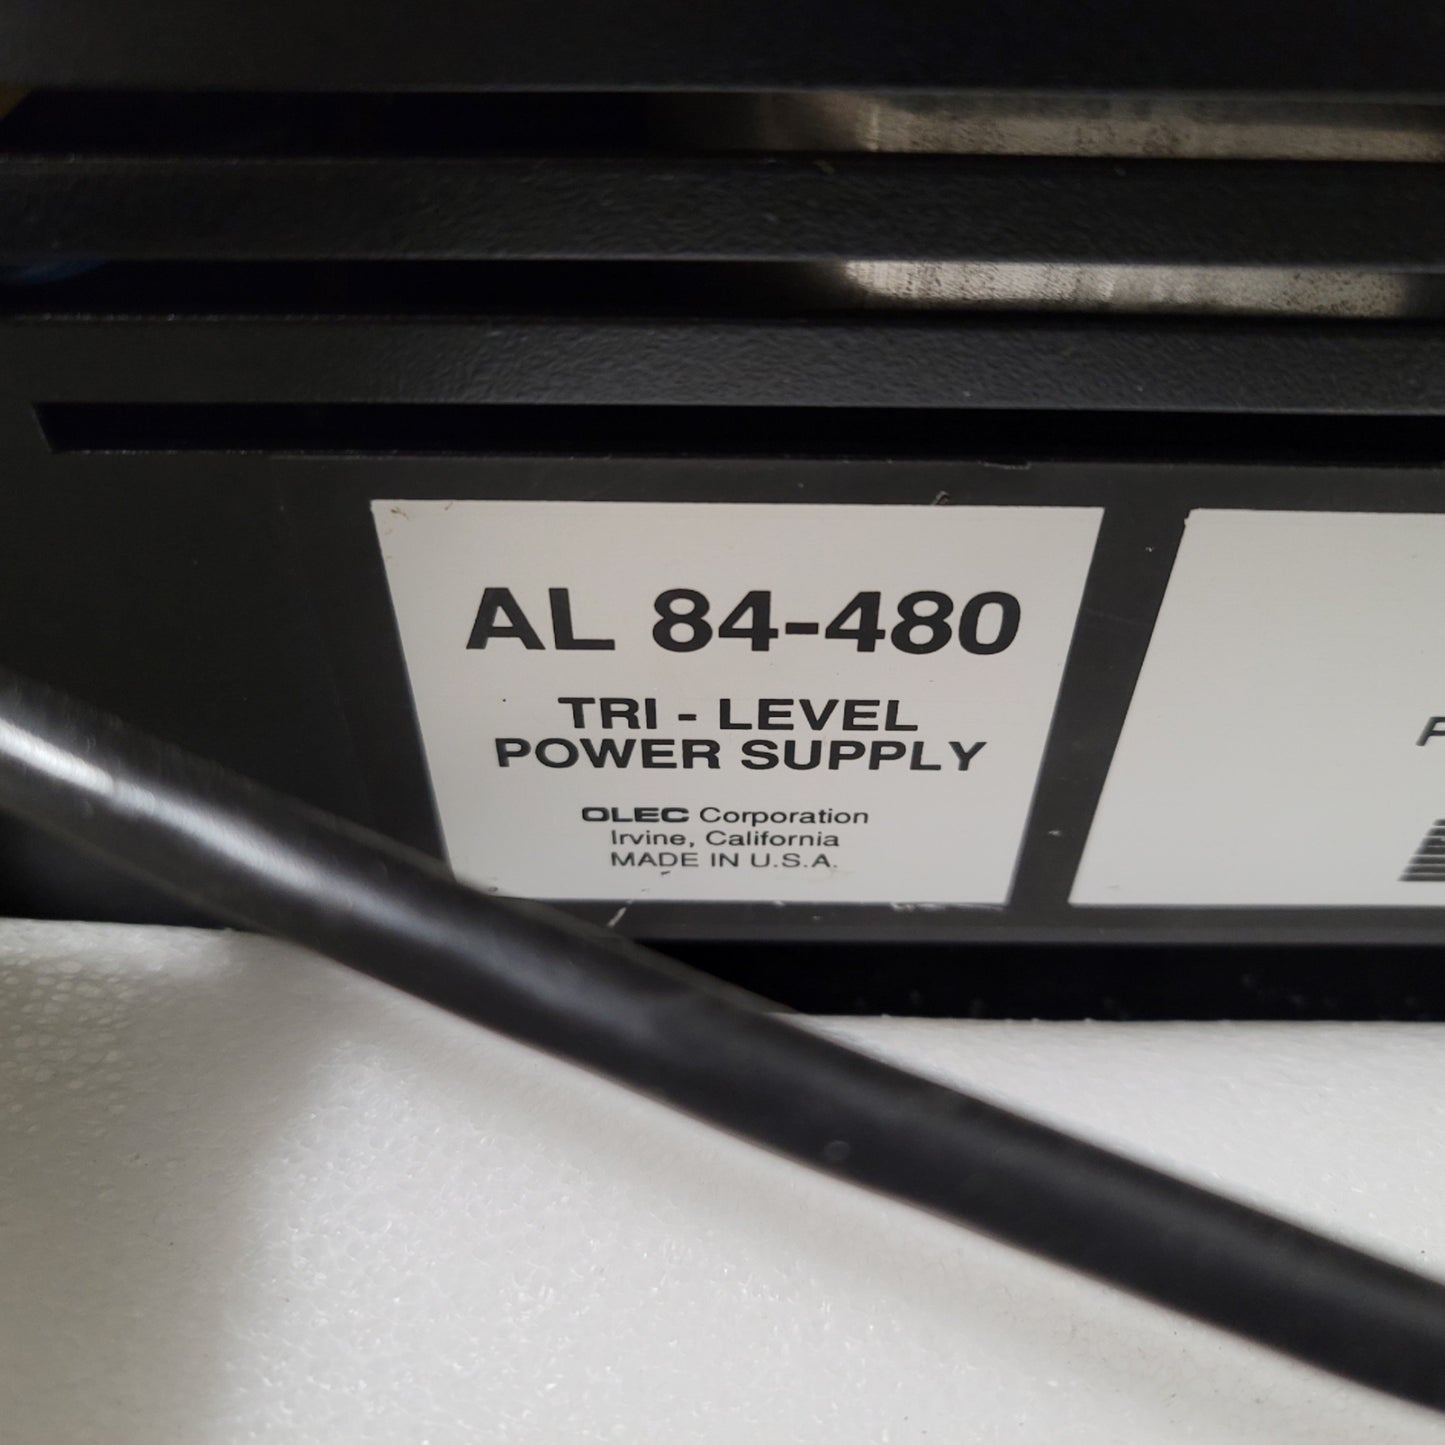 AL 84-480
TRI - LEVEL
POWER SUPPLY
OLEC Corporation
Irvine, California
MADE IN U.S.A.